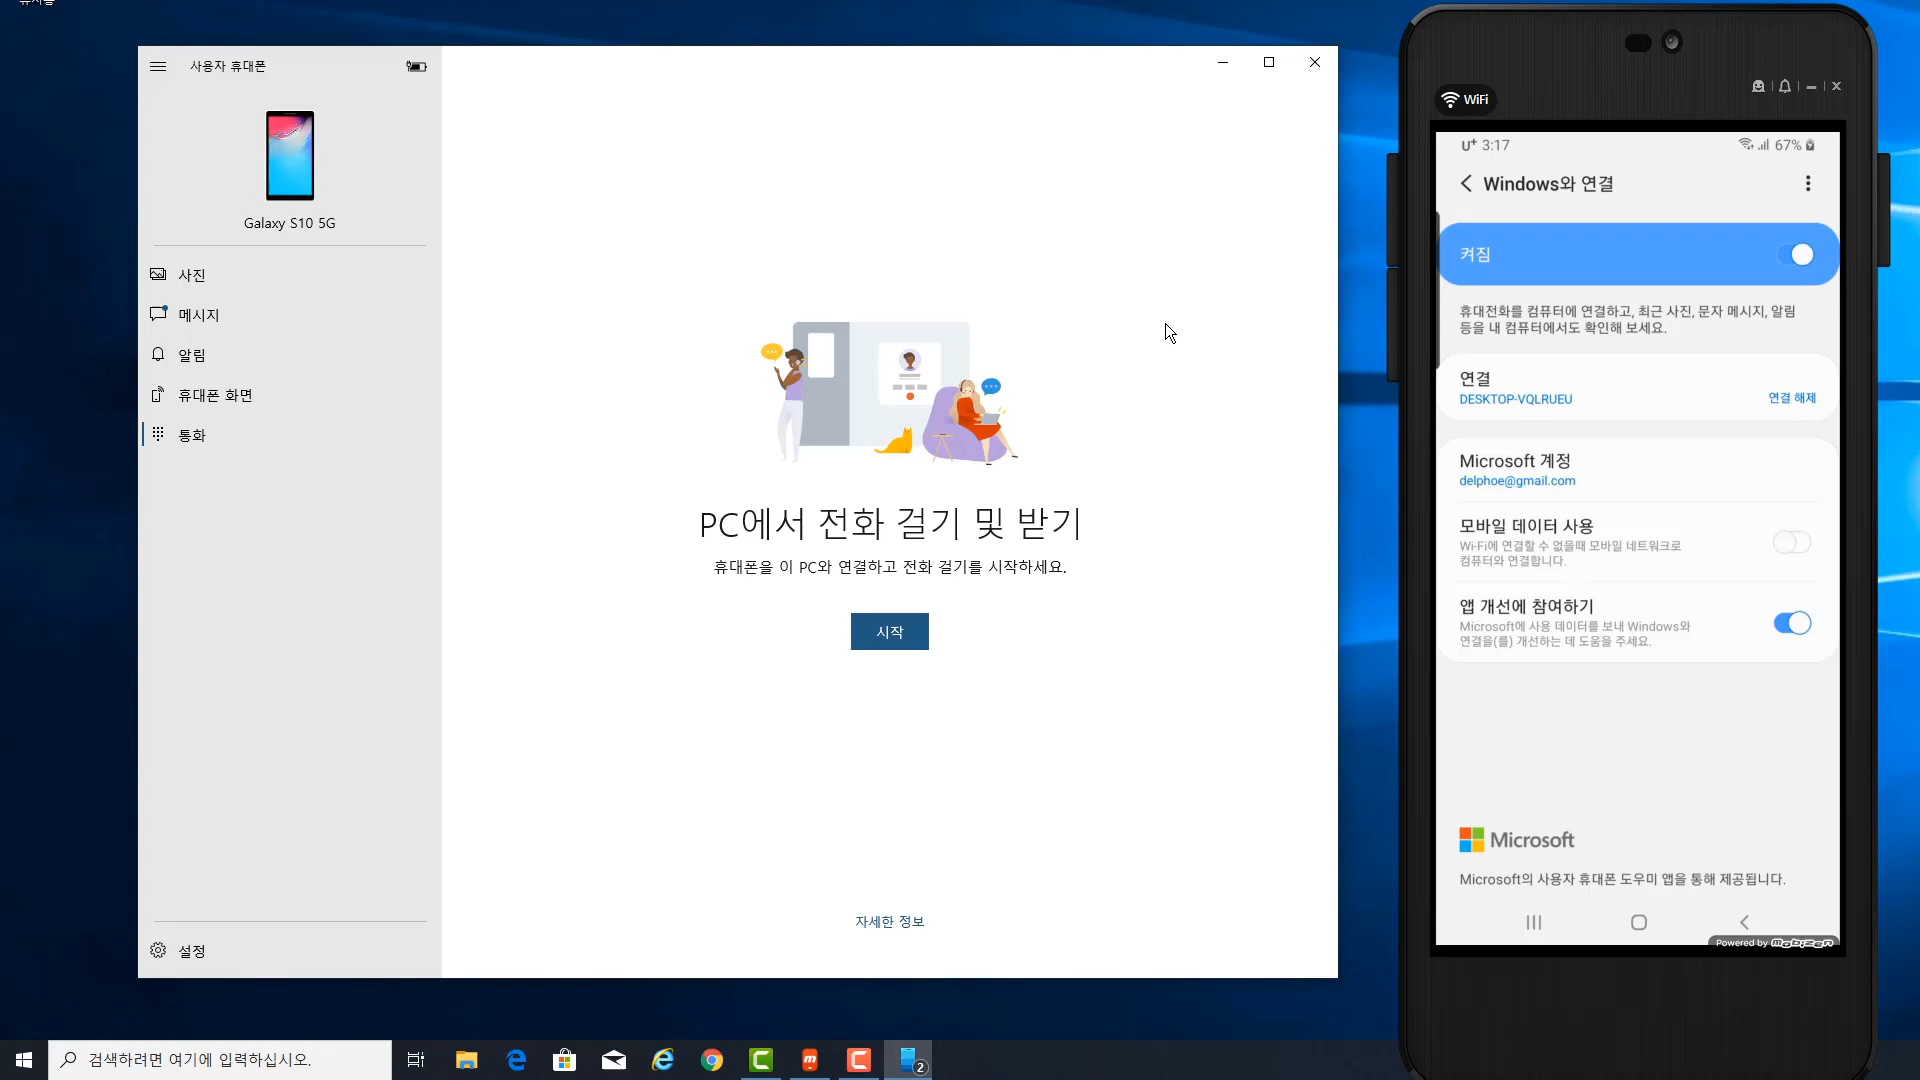 사용자 휴대폰
Galaxy S10 5G
사진
메시지
알림
휴대폰 화면
통화
설정
PC에서 전화 걸기 및 받기
휴대폰을 이 PC와 연결하고 전화 걸기를 시작하세요.
시작
자세한 정보
WiFi
U+ 3:17
67%
Windows와 연결
켜짐
휴대전화를 컴퓨터에 연결하고, 최근 사진, 문자 메시지, 알림
등을 내 컴퓨터에서도 확인해 보세요.
연결
DESKTOP-VQLRUEU
연결 해제
Microsoft 계정
delphoe@gmail.com
모바일 데이터 사용
Wi-Fi에 연결할 수 없을때 모바일 네트워크로
컴퓨터와 연결합니다.
앱 개선에 참여하기
Microsoft에 사용 데이터를 보내 Windows와
연결을(를) 개선하는 데 도움을 주세요.
Microsoft
Microsoft의 사용자 휴대폰 도우미 앱을 통해 제공됩니다.
Powered by mobizen
검색하려면 여기에 입력하십시오.
2